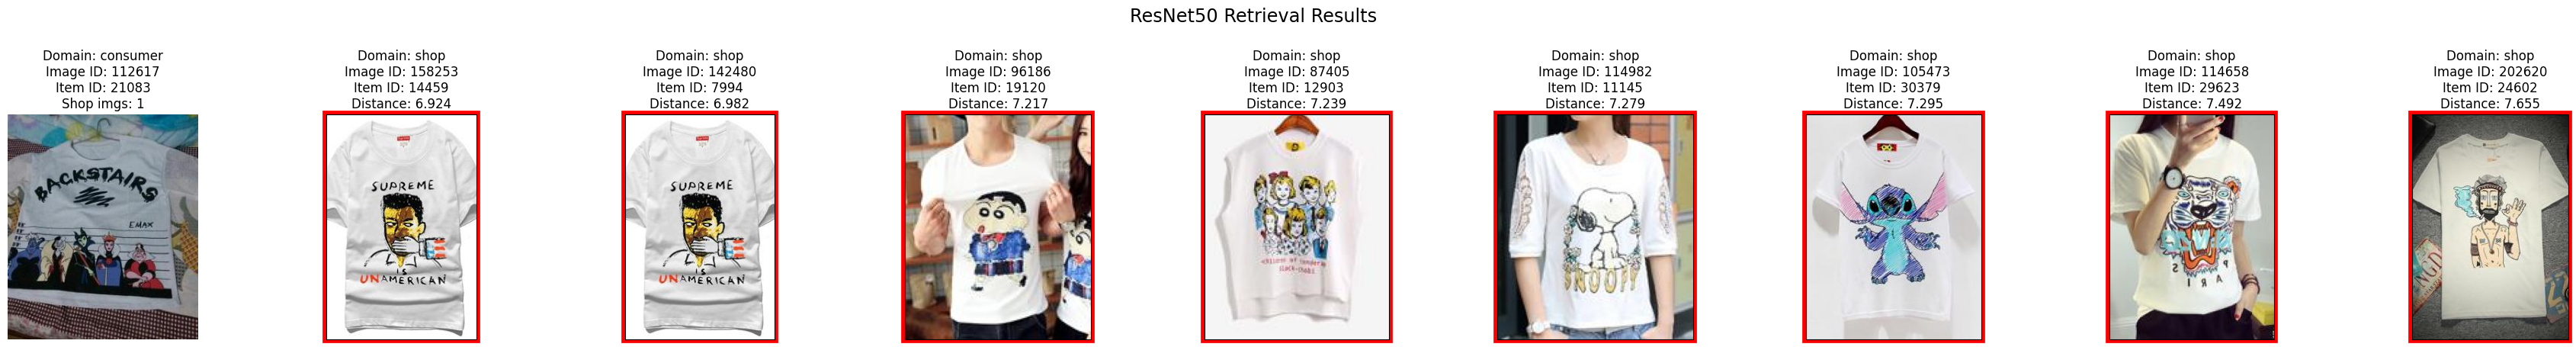 ResNet50 Retrieval Results
Domain: consumer
Image ID: 112617
Item ID: 21083
Shop imgs: 1
Domain: shop
Image ID: 158253
Item ID: 14459
Distance: 6.924
Domain: shop
Image ID: 142480
Item ID: 7994
Distance: 6.982
Domain: shop
Image ID: 96186
Item ID: 19120
Distance: 7.217
Domain: shop
Image ID: 87405
Item ID: 12903
Distance: 7.239
Domain: shop
Image ID: 114982
Item ID: 11145
Distance: 7.279
Domain: shop
Image ID: 105473
Item ID: 30379
Distance: 7.295
Domain: shop
Image ID: 114658
Item ID: 29623
Distance: 7.492
Domain: shop
Image ID: 202620
Item ID: 24602
Distance: 7.655
BACKSTAIRS
EMAX
SUPREME
IS
UNAMERICAN
SUPREME
IS
UNAMERICAN
SNOOPY